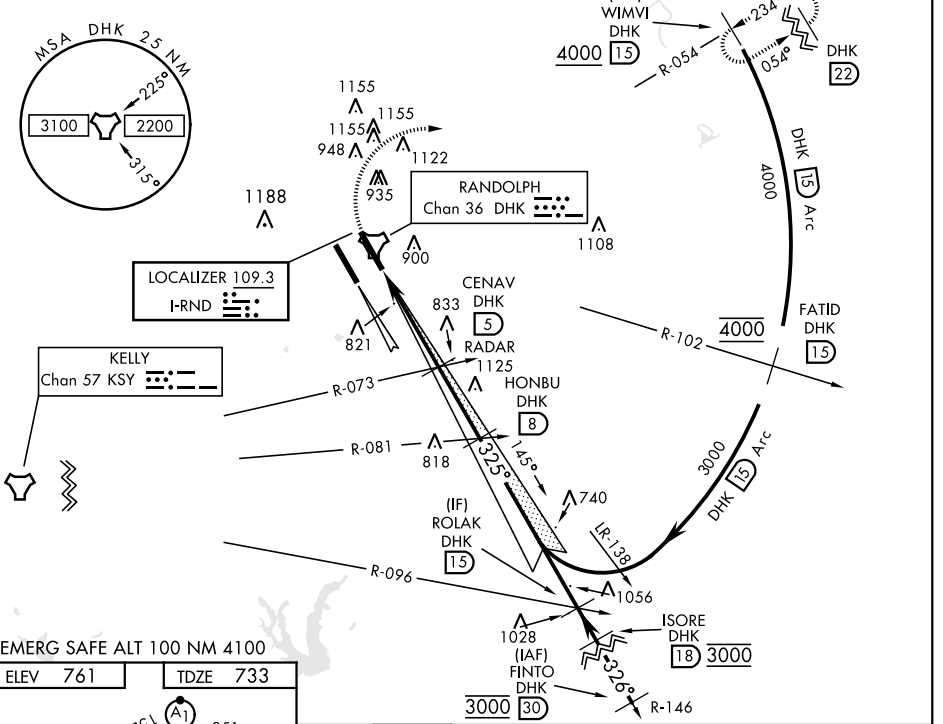 MSA DHK 25 NM
225°
3100
2200
315°
WIMVI
DHK
4000 15
234
054°
R-054
DHK
22
1155
1155
1155
948
1122
935
1188
RANDOLPH
Chan 36 DHK
900
1108
DHK 15 Arc
4000
LOCALIZER 109.3
I-RND
CENAV
DHK
5
RADAR
833
821
1125
R-073
4000
R-102
FATID
DHK
15
KELLY
Chan 57 KSY
HONBU
DHK
8
R-081
818
325°
145°
3000
DHK 15 Arc
740
(IF)
ROLAK
DHK
15
LR-138
R-096
1056
1028
ISORE
DHK
18 3000
(IAF)
FINTO
DHK
3000 30
326°
R-146
EMERG SAFE ALT 100 NM 4100
ELEV 761
TDZE 733
A1